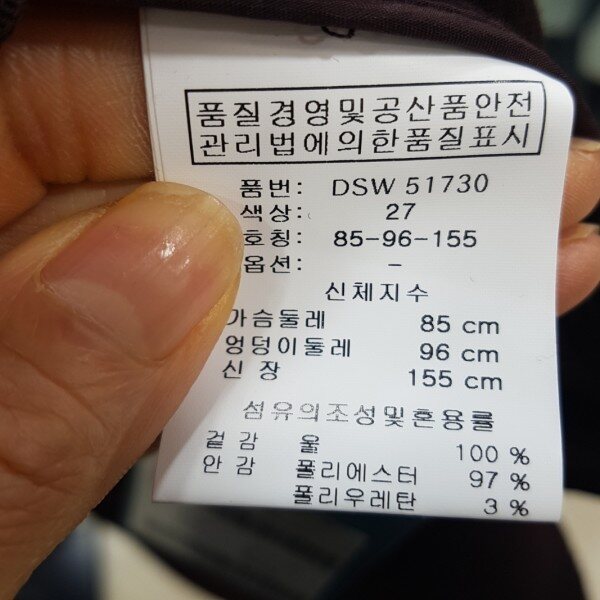 품질경영및공산품안전
관리법에의한품질표시
품번: DSW 51730
색상: 27
호칭: 85-96-155
옵션: -
신체지수
가슴둘레 85 cm
엉덩이둘레 96 cm
신 장 155 cm
섬유의조성및혼용률
겉 감 울 100 %
안 감 폴리에스터 97 %
폴리우레탄 3 %